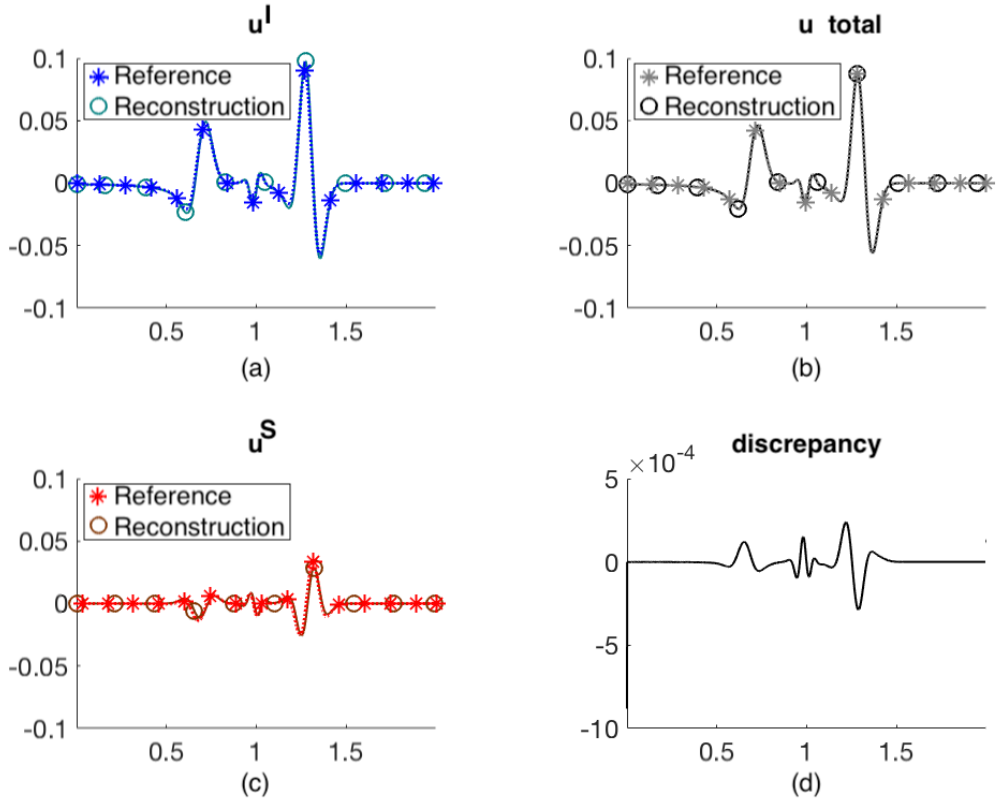 u^I
0.1
0.05
0
-0.05
-0.1
Reference
Reconstruction
0.5 1 1.5
(a)
u total
0.1
0.05
0
-0.05
-0.1
Reference
Reconstruction
0.5 1 1.5
(b)
u^S
0.1
0.05
0
-0.05
-0.1
Reference
Reconstruction
0.5 1 1.5
(c)
discrepancy
×10^-4
5
0
-5
-10
0.5 1 1.5
(d)